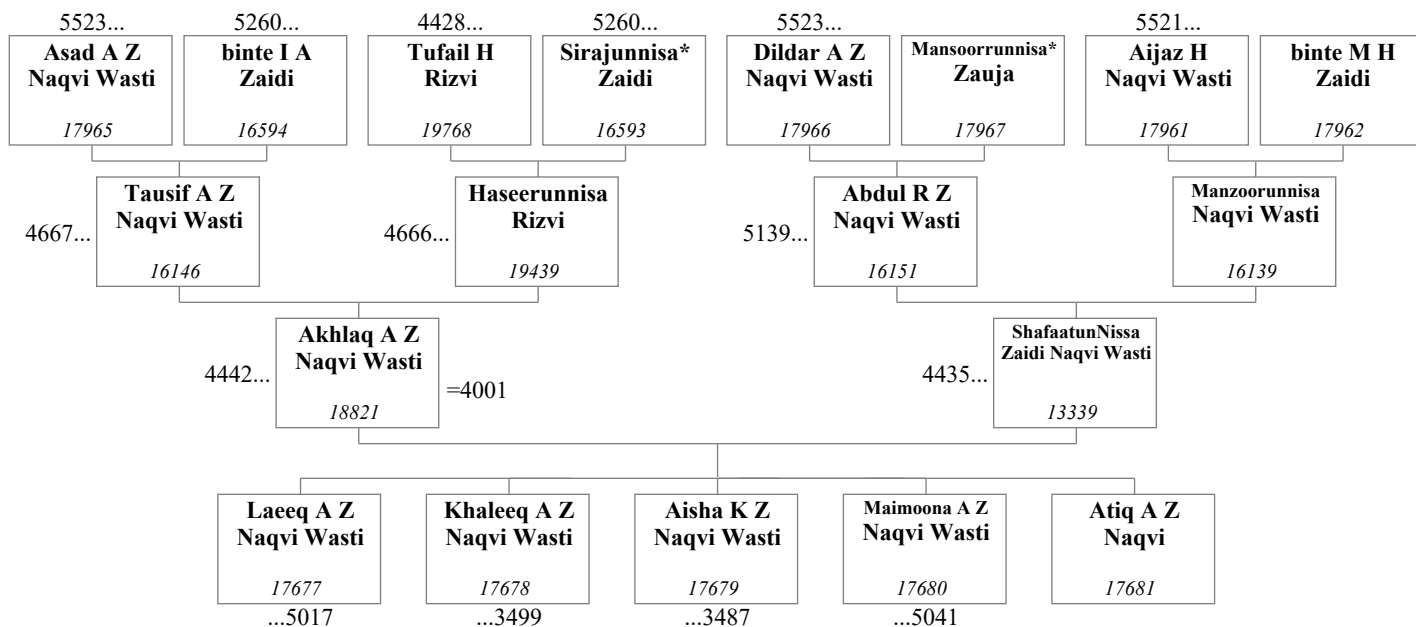 5523...
5260...
4428...
5260...
5523...
5521...
Asad A Z
Naqvi Wasti
17965
binte I A
Zaidi
16594
Tufail H
Rizvi
19768
Sirajunnisa*
Zaidi
16593
Dildar A Z
Naqvi Wasti
17966
Mansoorrunnisa*
Zauja
17967
Aijaz H
Naqvi Wasti
17961
binte M H
Zaidi
17962
4667...
Tausif A Z
Naqvi Wasti
16146
4666...
Haseerunnisa
Rizvi
19439
5139...
Abdul R Z
Naqvi Wasti
16151
Manzoorunnisa
Naqvi Wasti
16139
4442...
Akhlaq A Z
Naqvi Wasti
18821
=4001
4435...
ShafaatunNissa
Zaidi Naqvi Wasti
13339
Laeeq A Z
Naqvi Wasti
17677
...5017
Khaleeq A Z
Naqvi Wasti
17678
...3499
Aisha K Z
Naqvi Wasti
17679
...3487
Maimoona A Z
Naqvi Wasti
17680
...5041
Atiq A Z
Naqvi
17681